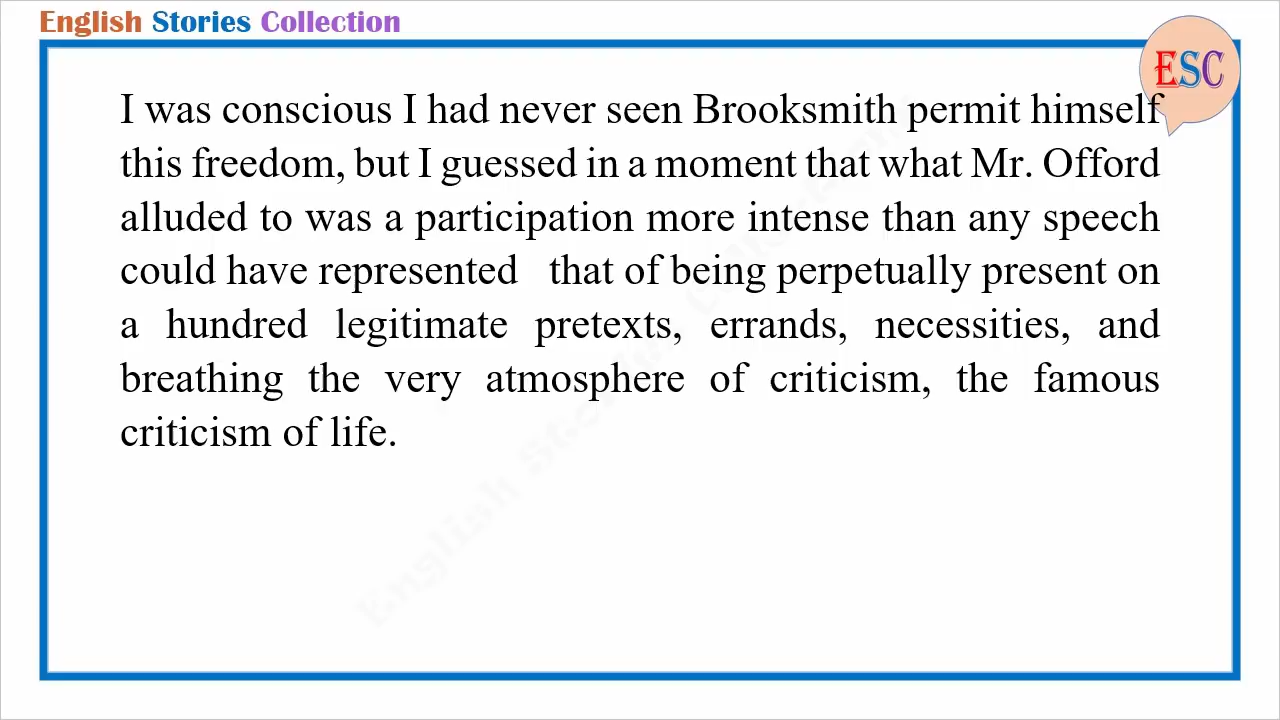 English Stories Collection
ESC
I was conscious I had never seen Brooksmith permit himself
this freedom, but I guessed in a moment that what Mr. Offord
alluded to was a participation more intense than any speech
could have represented   that of being perpetually present on
a hundred legitimate pretexts, errands, necessities, and
breathing the very atmosphere of criticism, the famous
criticism of life.